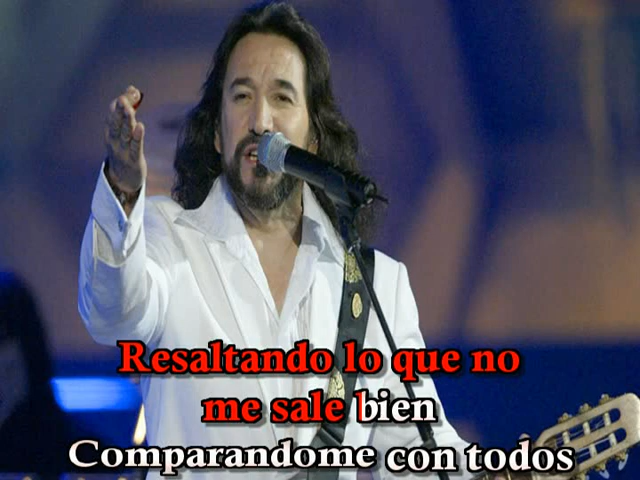 Resaltando lo que no
me sale bien
Comparandome con todos